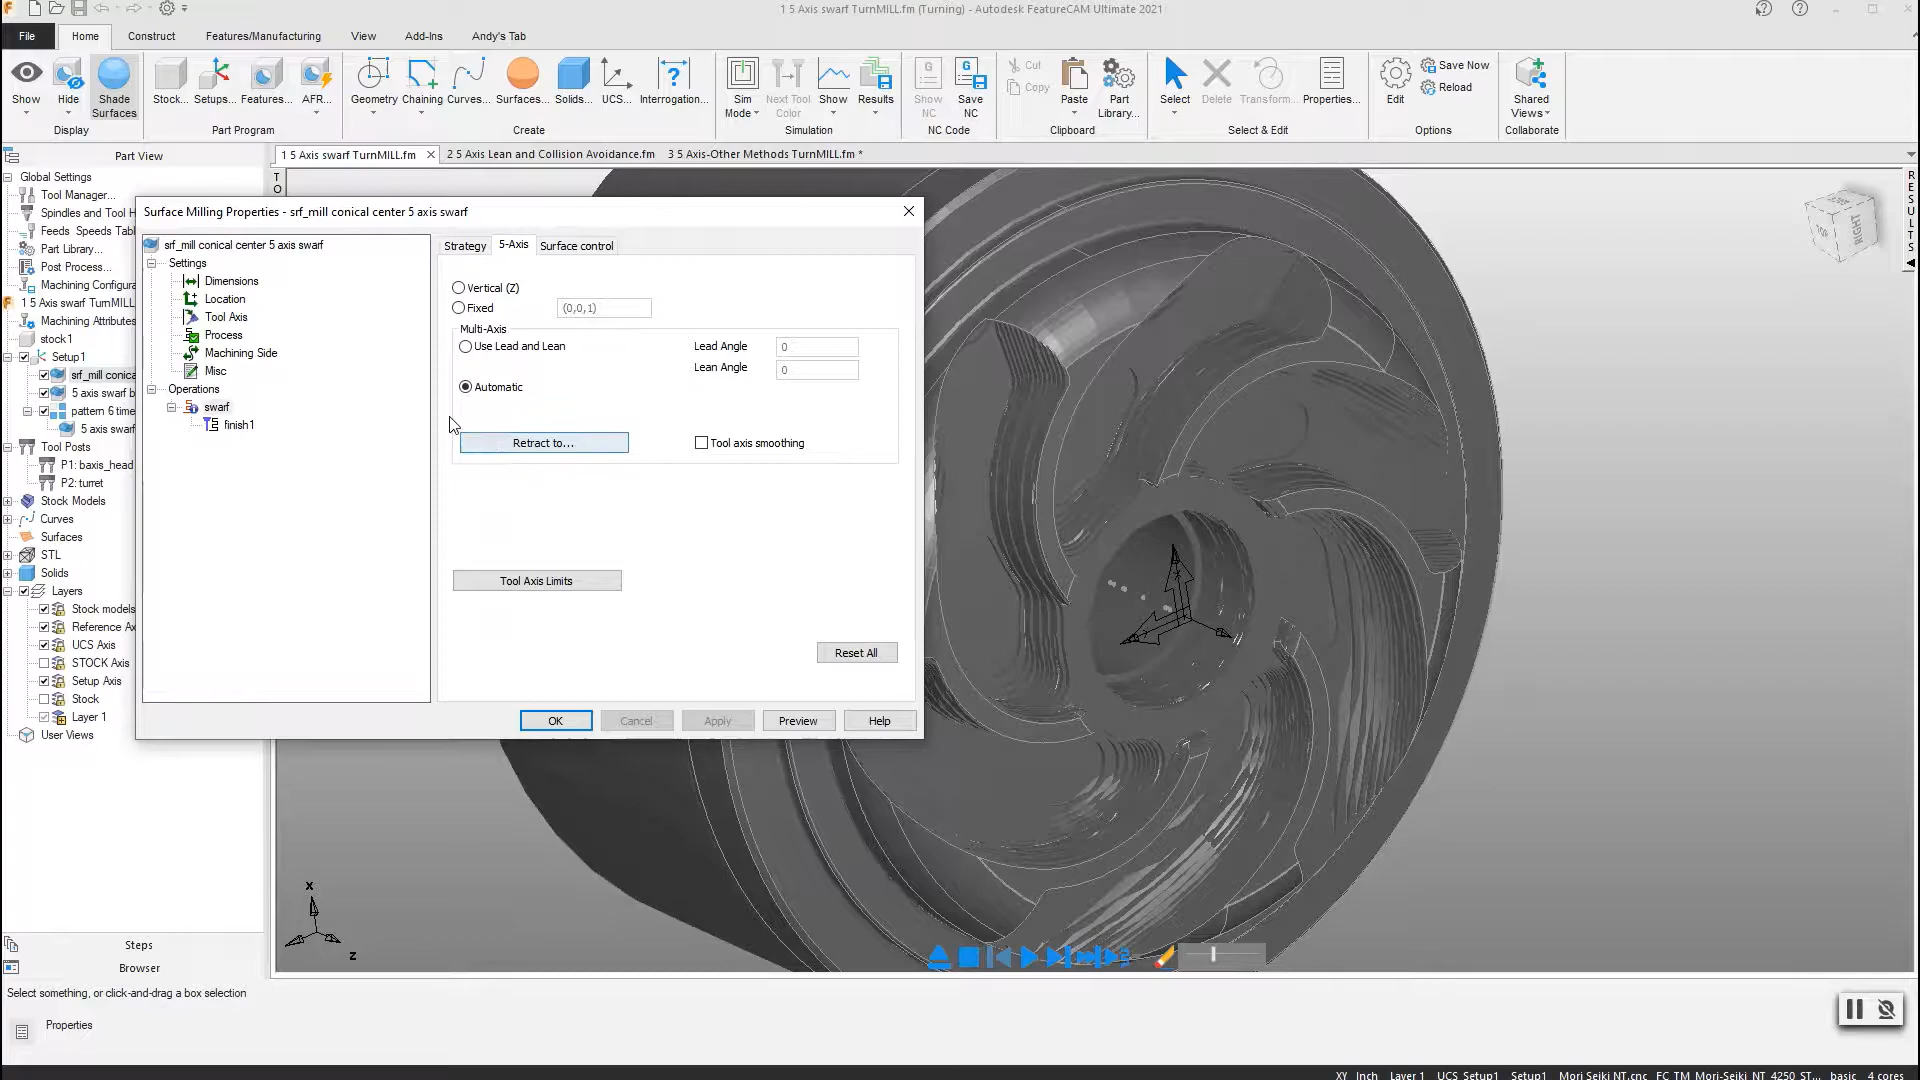 1 5 Axis swarf TurnMILL.fm (Turning) - Autodesk FeatureCAM Ultimate 2021
File
Home
Construct
Features/Manufacturing
View
Add-Ins
Andy's Tab
Show
Hide
Shade Surfaces
Display
Stock...
Setups...
Features...
AFR...
Part Program
Geometry
Chaining
Curves...
Surfaces...
Solids...
UCS...
Interrogation...
Create
Sim Mode
Next Tool Color
Show
Results
Simulation
Show NC
Save NC
NC Code
Cut
Copy
Paste
Part Library...
Clipboard
Select
Delete
Transform...
Properties...
Select & Edit
Edit
Save Now
Reload
Options
Shared Views
Collaborate
Part View
1 5 Axis swarf TurnMILL.fm
2 5 Axis Lean and Collision Avoidance.fm
3 5 Axis-Other Methods TurnMILL.fm *
TO
RESULTS
Global Settings
Tool Manager...
Spindles and Tool H
Feeds Speeds Tabl
Part Library...
Post Process...
Machining Configura
1 5 Axis swarf TurnMILL
Machining Attributes
stock1
Setup1
srf_mill conica
5 axis swarf b
pattern 6 time
5 axis swarf
Tool Posts
P1: baxis_head
P2: turret
Stock Models
Curves
Surfaces
STL
Solids
Layers
Stock models
Reference Ax
UCS Axis
STOCK Axis
Setup Axis
Stock
Layer 1
User Views
Steps
Browser
Select something, or click-and-drag a box selection
Properties
Surface Milling Properties - srf_mill conical center 5 axis swarf
srf_mill conical center 5 axis swarf
Settings
Dimensions
Location
Tool Axis
Process
Machining Side
Misc
Operations
swarf
finish1
Strategy
5-Axis
Surface control
Vertical (Z)
Fixed
(0,0,1)
Multi-Axis
Use Lead and Lean
Lead Angle
0
Lean Angle
0
Automatic
Retract to...
Tool axis smoothing
Tool Axis Limits
Reset All
OK
Cancel
Apply
Preview
Help
TOP
RIGHT
X
Z
XY Inch Layer 1 UCS_Setup1 Setup1 Mori Seiki NT.cnc FC_TM_Mori-Seiki_NT_4250_ST... basic 4 cores